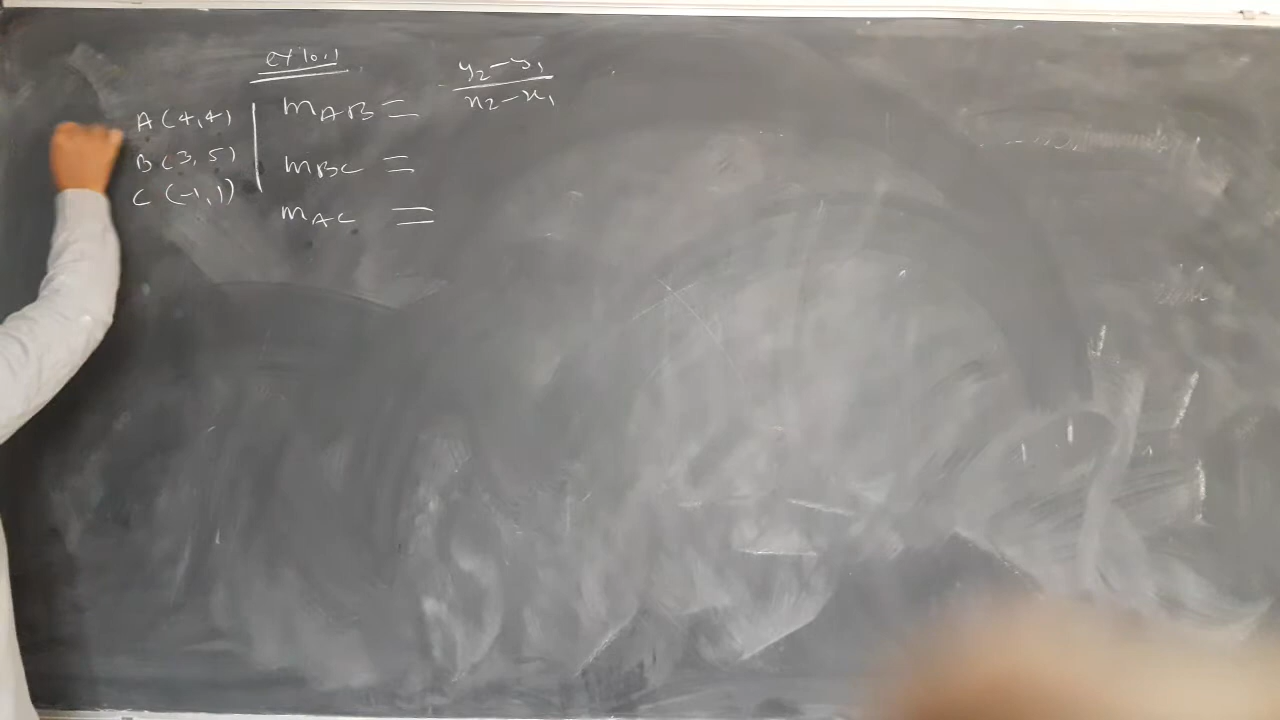 ex 10.1
A (4,4)
B (3, 5)
C (-1,1)
mAB = y₂-y₁ / x₂-x₁
mBC =
mAC =